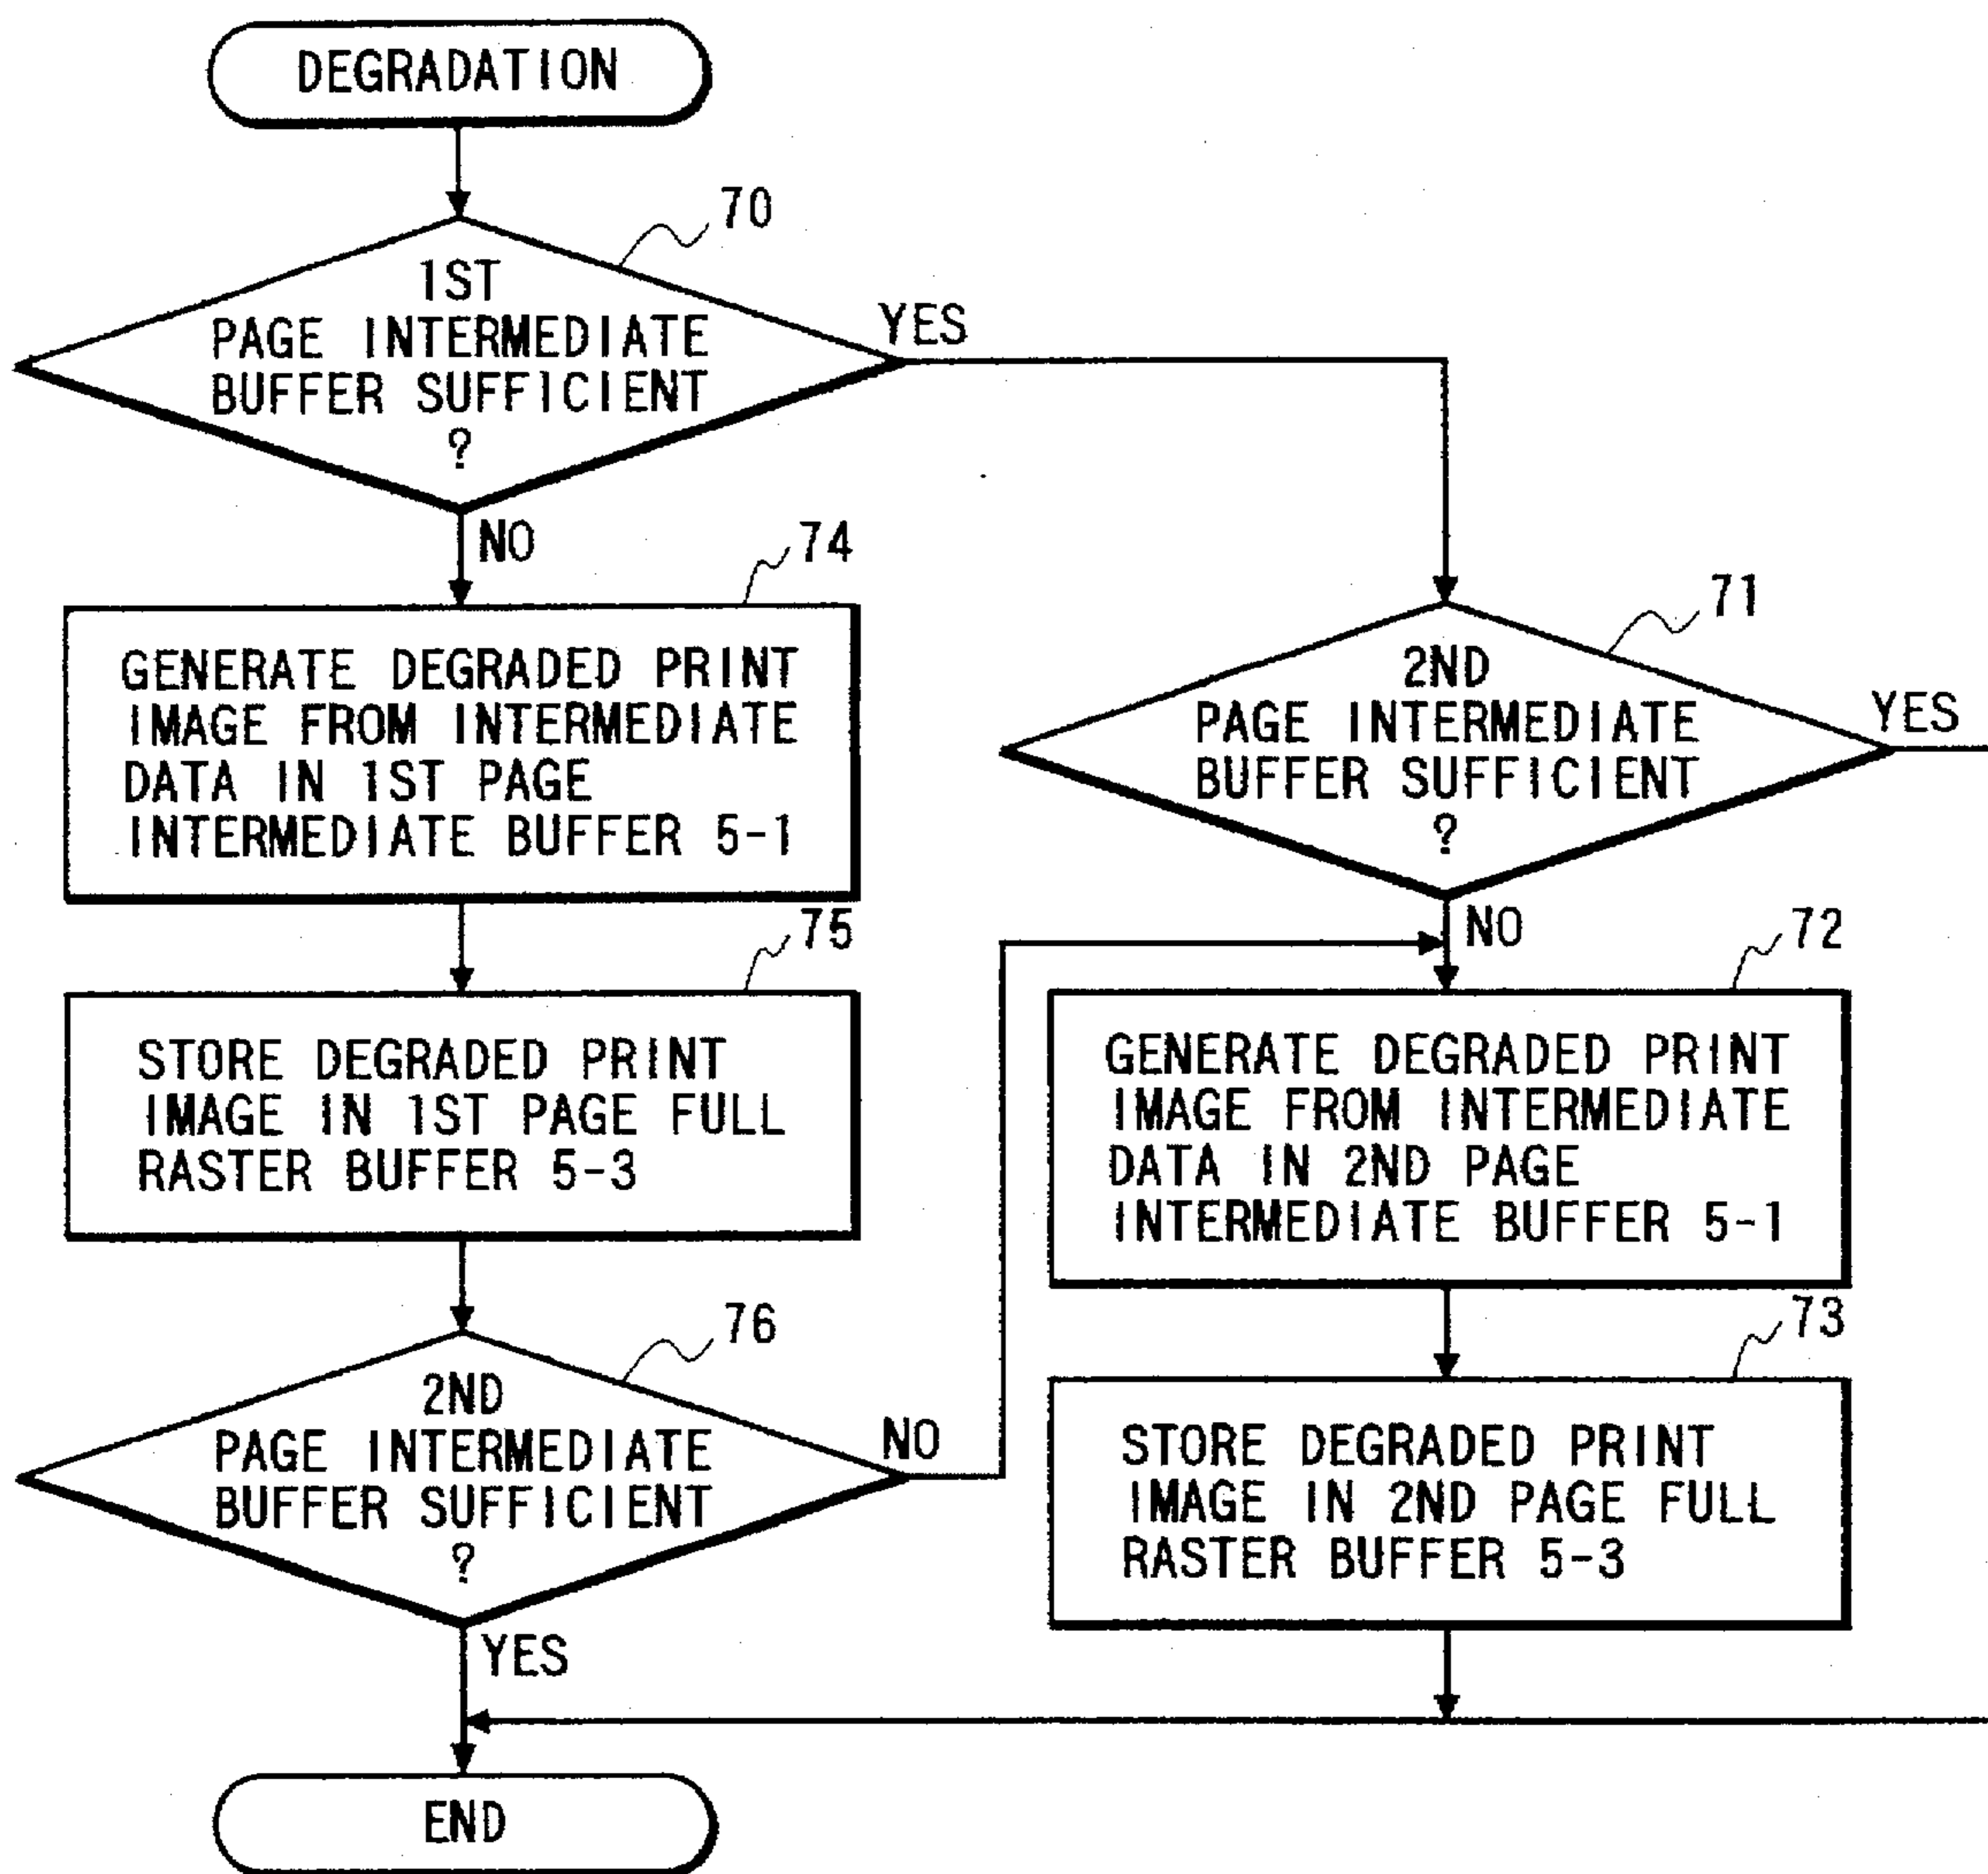 DEGRADATION
70
1ST
PAGE INTERMEDIATE
BUFFER SUFFICIENT
?
YES
NO
74
GENERATE DEGRADED PRINT
IMAGE FROM INTERMEDIATE
DATA IN 1ST PAGE
INTERMEDIATE BUFFER 5-1
75
STORE DEGRADED PRINT
IMAGE IN 1ST PAGE FULL
RASTER BUFFER 5-3
76
2ND
PAGE INTERMEDIATE
BUFFER SUFFICIENT
?
NO
YES
71
2ND
PAGE INTERMEDIATE
BUFFER SUFFICIENT
?
YES
NO
72
GENERATE DEGRADED PRINT
IMAGE FROM INTERMEDIATE
DATA IN 2ND PAGE
INTERMEDIATE BUFFER 5-1
73
STORE DEGRADED PRINT
IMAGE IN 2ND PAGE FULL
RASTER BUFFER 5-3
END